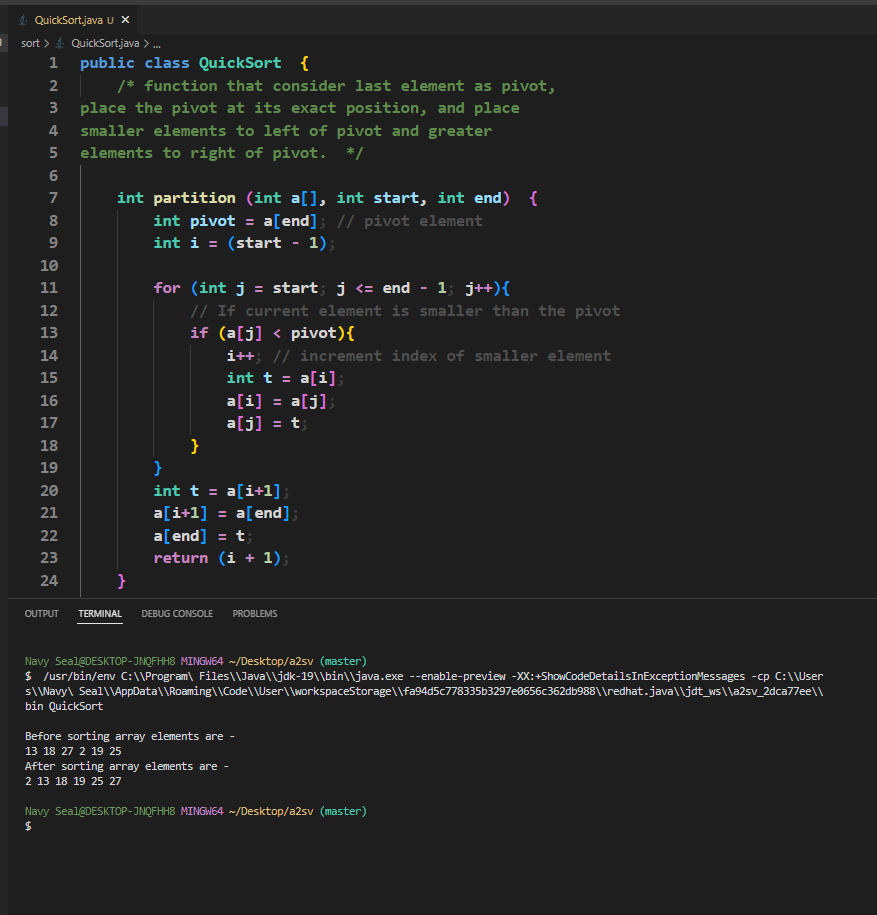 QuickSort.java U ×
sort > QuickSort.java > ...
1 public class QuickSort  {
2     /* function that consider last element as pivot,
3 place the pivot at its exact position, and place
4 smaller elements to left of pivot and greater
5 elements to right of pivot.  */
6
7     int partition (int a[], int start, int end)  {
8         int pivot = a[end]; // pivot element
9         int i = (start - 1);
10
11         for (int j = start; j <= end - 1; j++){
12             // If current element is smaller than the pivot
13             if (a[j] < pivot){
14                 i++; // increment index of smaller element
15                 int t = a[i];
16                 a[i] = a[j];
17                 a[j] = t;
18             }
19         }
20         int t = a[i+1];
21         a[i+1] = a[end];
22         a[end] = t;
23         return (i + 1);
24     }
OUTPUT TERMINAL DEBUG CONSOLE PROBLEMS
Navy Seal@DESKTOP-JNQFHH8 MINGW64 ~/Desktop/a2sv (master)
$  /usr/bin/env C:\\Program\ Files\\Java\\jdk-19\\bin\\java.exe --enable-preview -XX:+ShowCodeDetailsInExceptionMessages -cp C:\\User
s\\Navy\ Seal\\AppData\\Roaming\\Code\\User\\workspaceStorage\\fa94d5c778335b3297e0656c362db988\\redhat.java\\jdt_ws\\a2sv_2dca77ee\\
bin QuickSort
Before sorting array elements are -
13 18 27 2 19 25
After sorting array elements are -
2 13 18 19 25 27
Navy Seal@DESKTOP-JNQFHH8 MINGW64 ~/Desktop/a2sv (master)
$